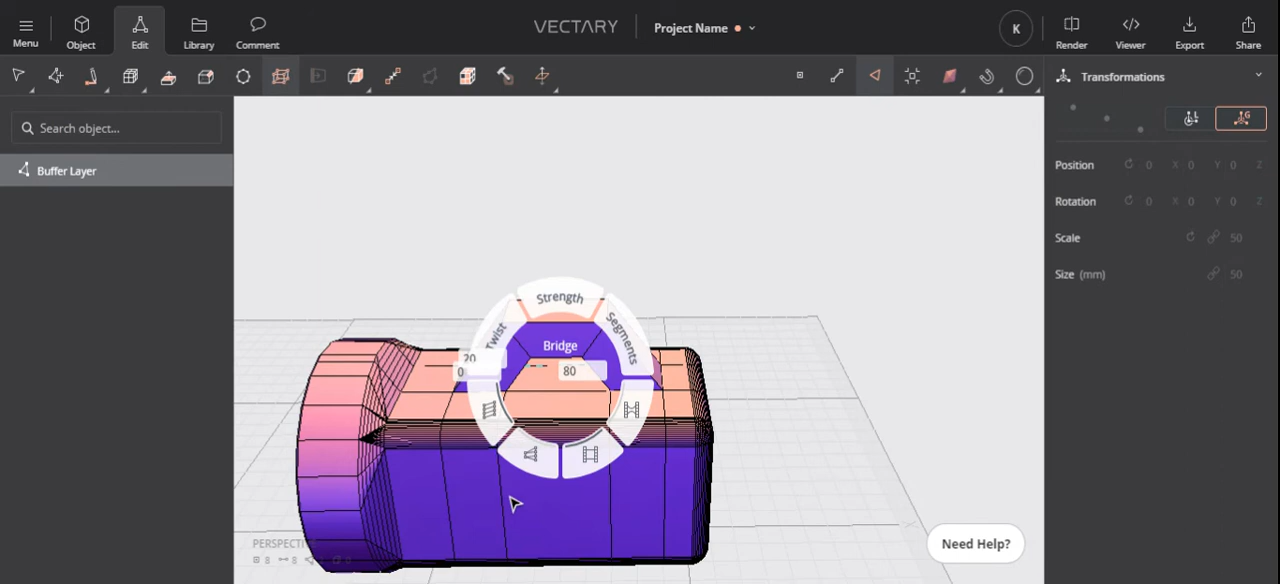 VECTARY
Project Name
K
Menu
Object
Edit
Library
Comment
Render
Viewer
Export
Share
Search object...
Buffer Layer
Transformations
L
G
Position 0 X 0 Y 0 Z
Rotation 0 X 0 Y 0 Z
Scale 50
Size (mm) 50
Strength
Twist
Segments
Bridge
20
0
80
Need Help?